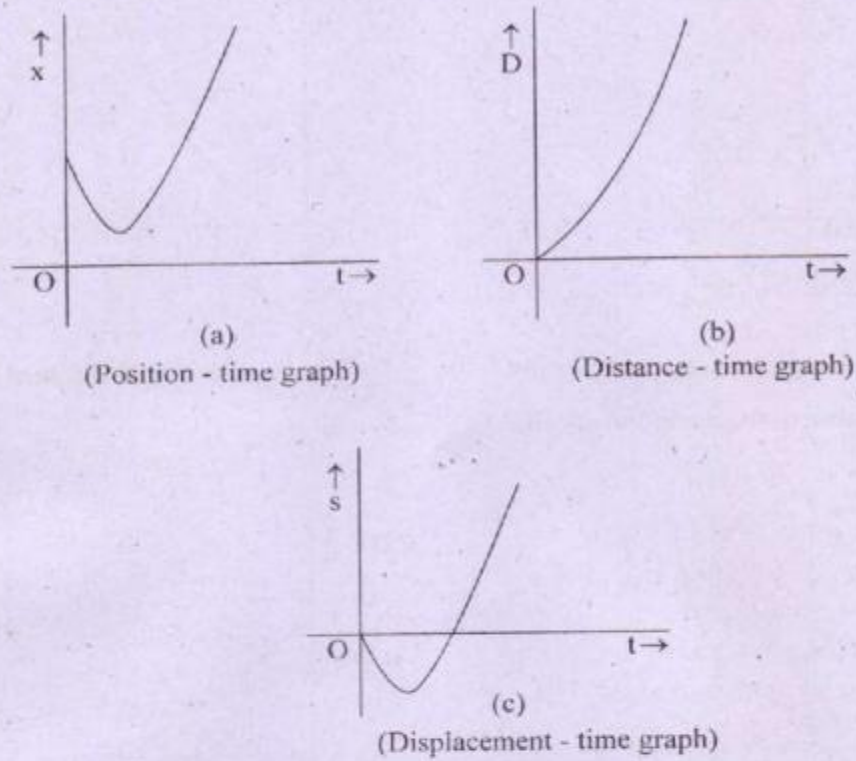 ↑
x
O
t→
(a)
(Position - time graph)
↑
D
O
t→
(b)
(Distance - time graph)
↑
s
O
t→
(c)
(Displacement - time graph)